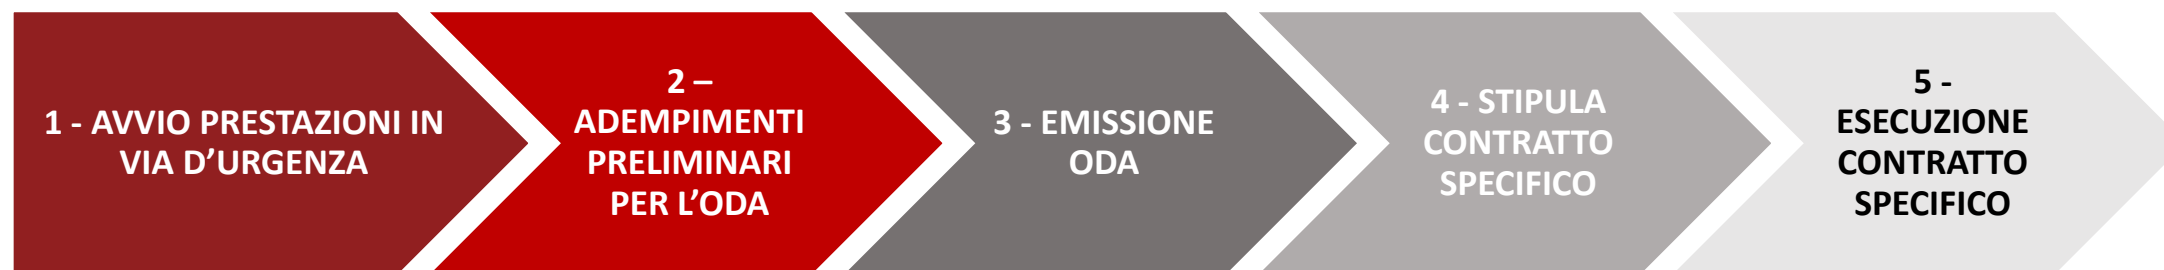 1 - AVVIO PRESTAZIONI IN
VIA D’URGENZA
2 –
ADEMPIMENTI
PRELIMINARI
PER L’ODA
3 - EMISSIONE
ODA
4 - STIPULA
CONTRATTO
SPECIFICO
5 -
ESECUZIONE
CONTRATTO
SPECIFICO